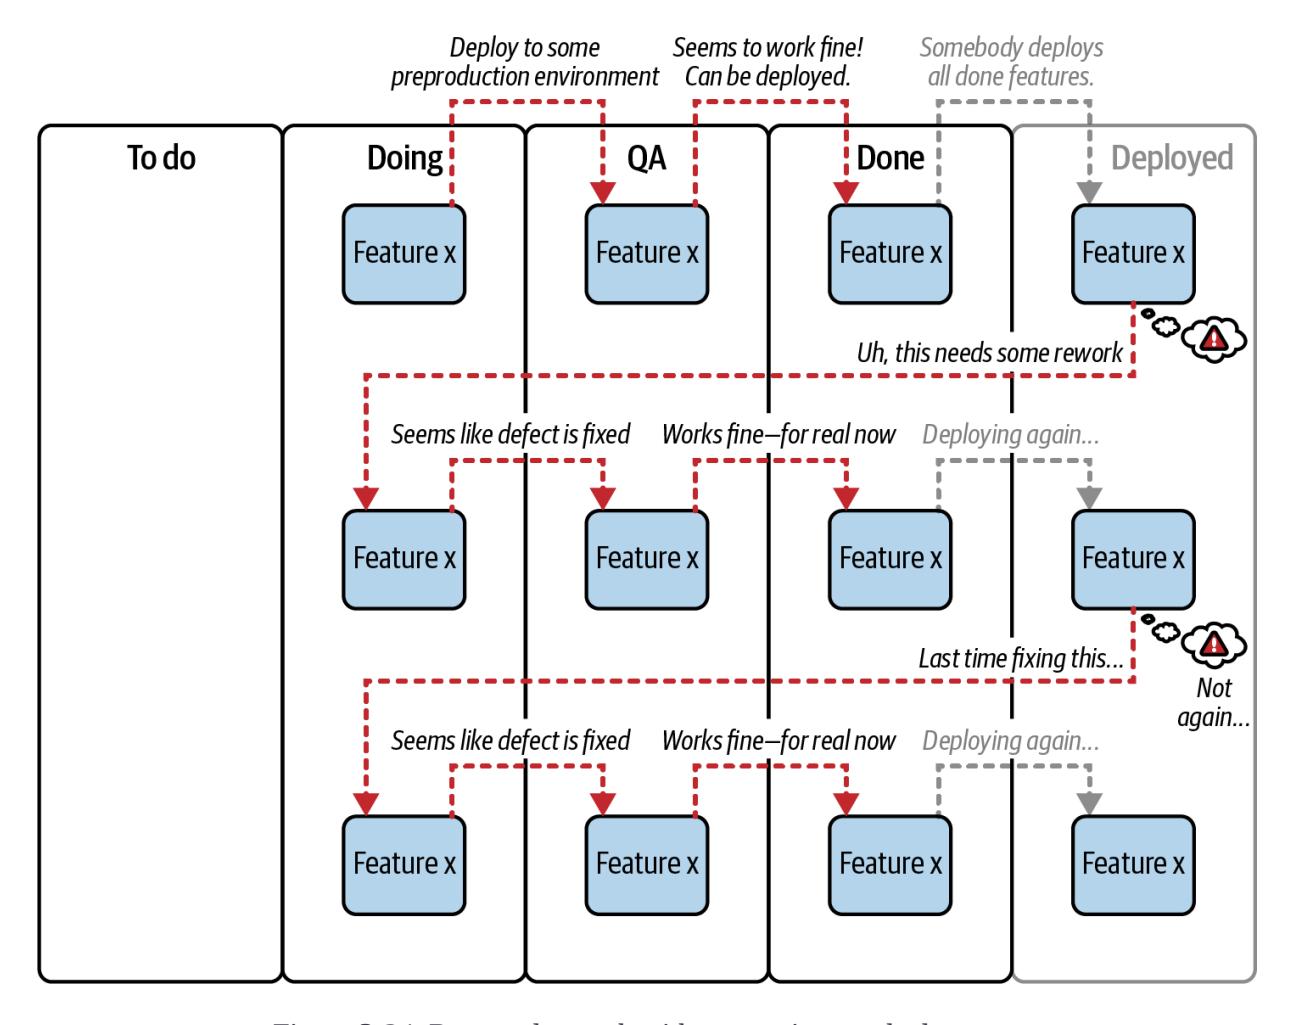 Deploy to some
preproduction environment
Seems to work fine!
Can be deployed.
Somebody deploys
all done features.
To do
Doing
QA
Done
Deployed
Feature x
Feature x
Feature x
Feature x
Uh, this needs some rework
Seems like defect is fixed
Works fine—for real now
Deploying again...
Feature x
Feature x
Feature x
Feature x
Last time fixing this...
Not
again...
Seems like defect is fixed
Works fine—for real now
Deploying again...
Feature x
Feature x
Feature x
Feature x